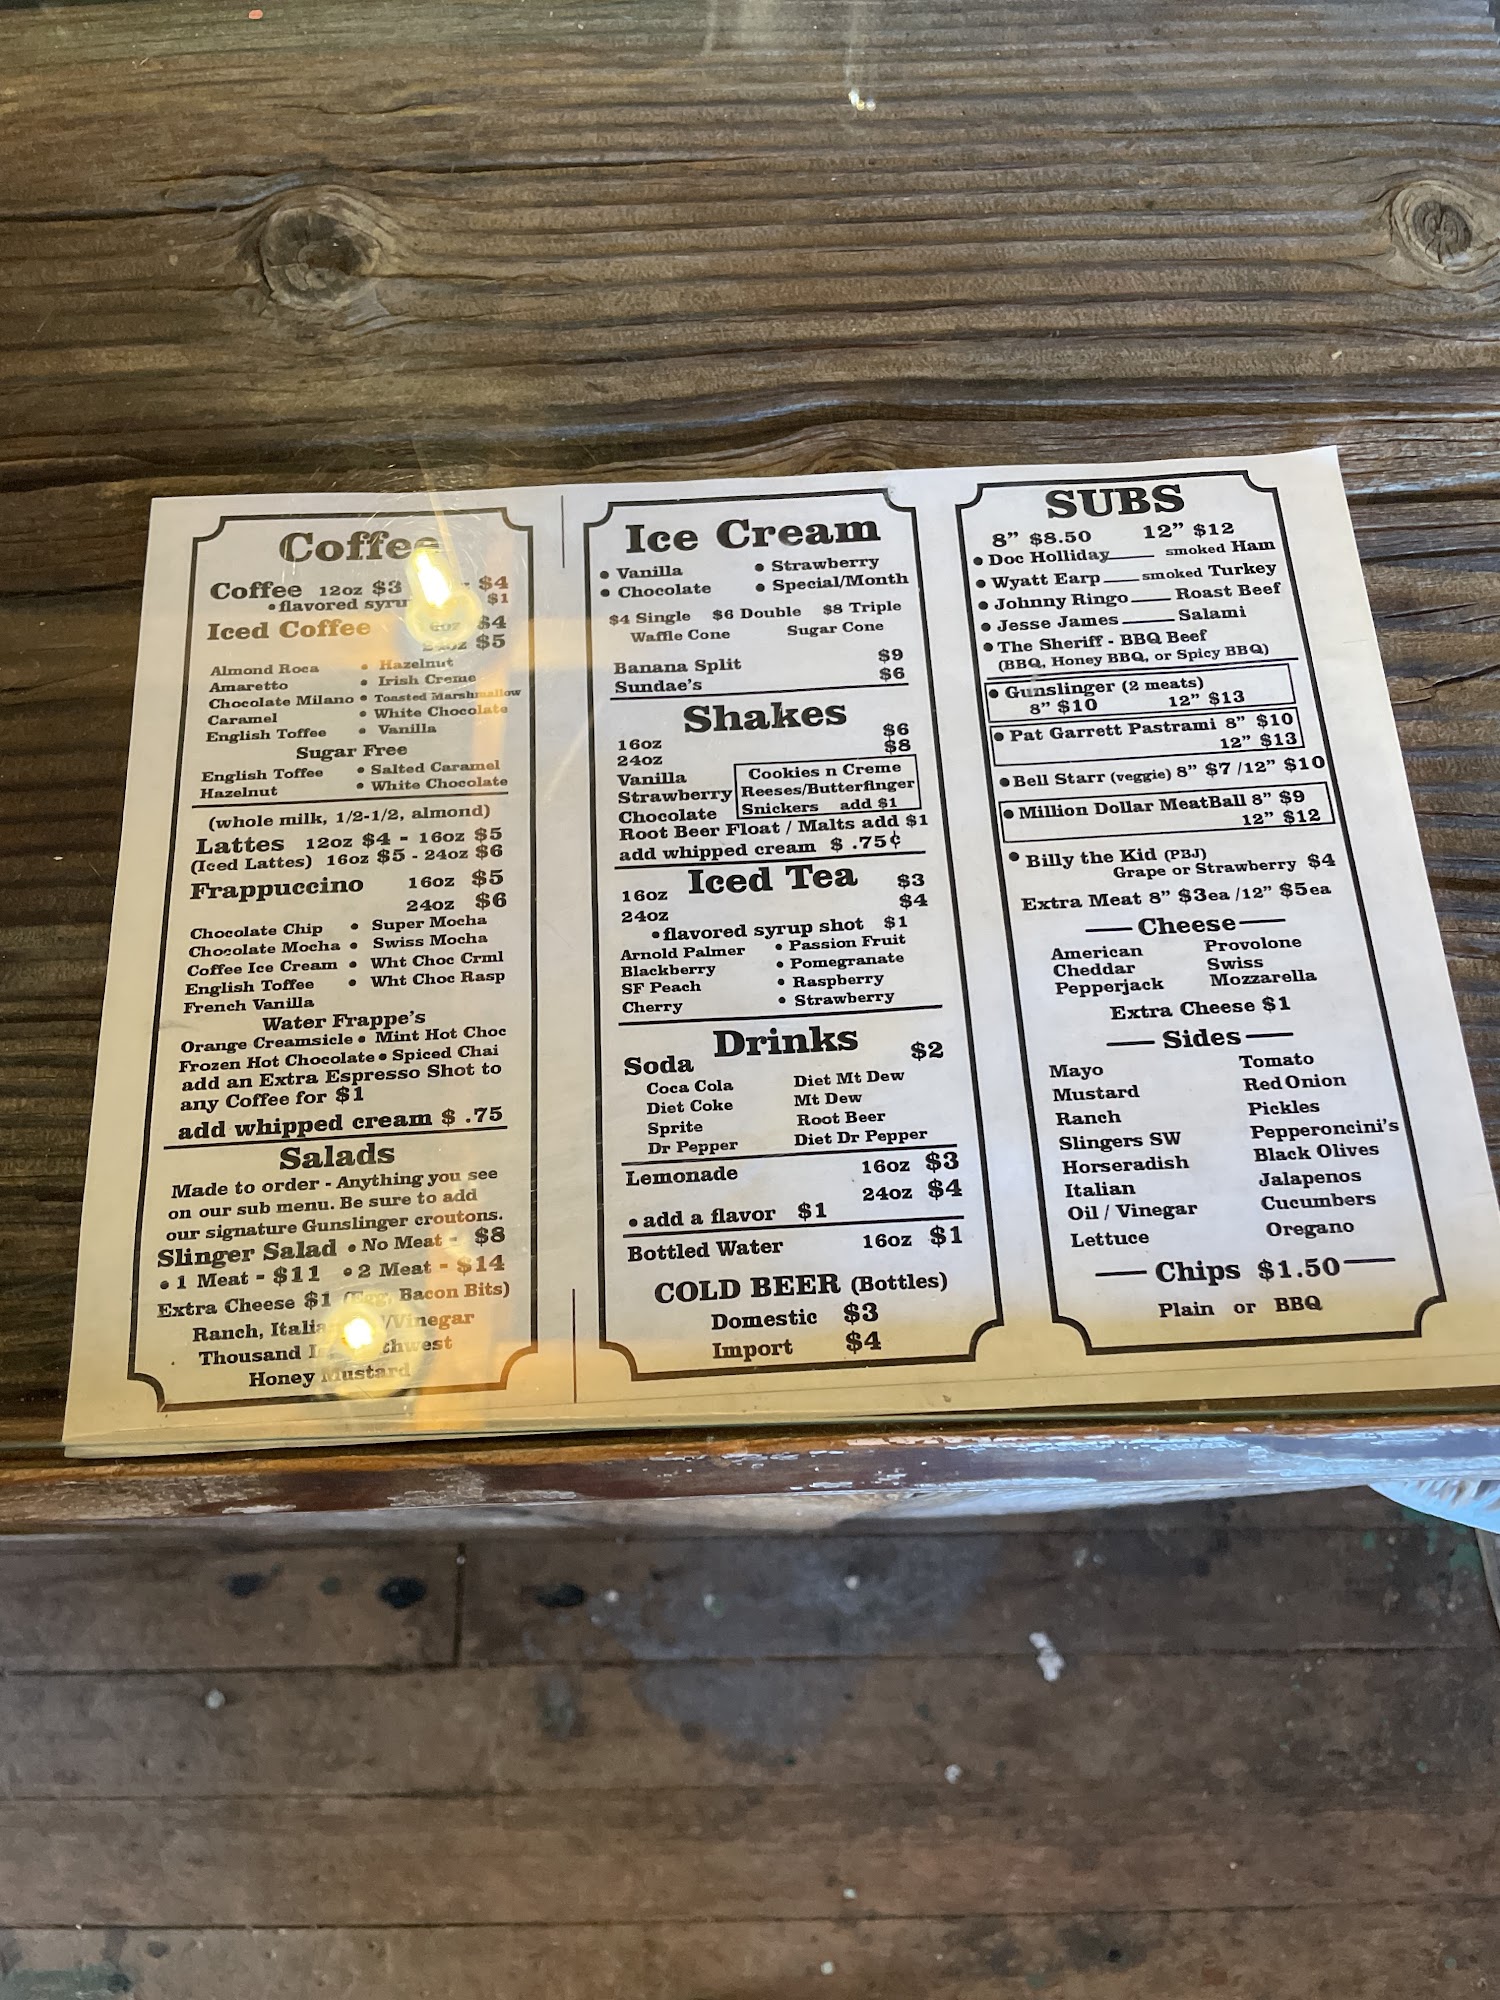 Coffee
Coffee 12oz $3 - $4
• flavored syru $1
Iced Coffee 6oz $4
24oz $5
Almond Roca • Hazelnut
Amaretto • Irish Creme
Chocolate Milano • Toasted Marshmallow
Caramel • White Chocolate
English Toffee • Vanilla
Sugar Free
English Toffee • Salted Caramel
Hazelnut • White Chocolate
(whole milk, 1/2-1/2, almond)
Lattes 12oz $4 - 16oz $5
(Iced Lattes) 16oz $5 - 24oz $6
Frappuccino 16oz $5
24oz $6
Chocolate Chip • Super Mocha
Chocolate Mocha • Swiss Mocha
Coffee Ice Cream • Wht Choc Crml
English Toffee • Wht Choc Rasp
French Vanilla
Water Frappe's
Orange Creamsicle • Mint Hot Choc
Frozen Hot Chocolate • Spiced Chai
add an Extra Espresso Shot to
any Coffee for $1
add whipped cream $ .75
Salads
Made to order - Anything you see
on our sub menu. Be sure to add
our signature Gunslinger croutons.
Slinger Salad • No Meat - $8
• 1 Meat - $11 • 2 Meat - $14
Extra Cheese $1 (Egg, Bacon Bits)
Ranch, Italia /Vinegar
Thousand I thwest
Honey Mustard
Ice Cream
• Vanilla • Strawberry
• Chocolate • Special/Month
$4 Single $6 Double $8 Triple
Waffle Cone Sugar Cone
Banana Split $9
Sundae's $6
Shakes
16oz $6
24oz $8
Vanilla
Strawberry
Chocolate
Cookies n Creme
Reeses/Butterfinger
Snickers add $1
Root Beer Float / Malts add $1
add whipped cream $ .75¢
Iced Tea
16oz $3
24oz $4
• flavored syrup shot $1
Arnold Palmer • Passion Fruit
Blackberry • Pomegranate
SF Peach • Raspberry
Cherry • Strawberry
Drinks
Soda $2
Coca Cola Diet Mt Dew
Diet Coke Mt Dew
Sprite Root Beer
Dr Pepper Diet Dr Pepper
Lemonade 16oz $3
24oz $4
• add a flavor $1
Bottled Water 16oz $1
COLD BEER (Bottles)
Domestic $3
Import $4
SUBS
8" $8.50 12" $12
• Doc Holliday smoked Ham
• Wyatt Earp smoked Turkey
• Johnny Ringo Roast Beef
• Jesse James Salami
• The Sheriff - BBQ Beef
(BBQ, Honey BBQ, or Spicy BBQ)
• Gunslinger (2 meats)
8" $10 12" $13
• Pat Garrett Pastrami 8" $10
12" $13
• Bell Starr (veggie) 8" $7 /12" $10
• Million Dollar MeatBall 8" $9
12" $12
• Billy the Kid (PBJ)
Grape or Strawberry $4
Extra Meat 8" $3ea /12" $5ea
Cheese
American Provolone
Cheddar Swiss
Pepperjack Mozzarella
Extra Cheese $1
Sides
Mayo Tomato
Mustard Red Onion
Ranch Pickles
Slingers SW Pepperoncini's
Horseradish Black Olives
Italian Jalapenos
Oil / Vinegar Cucumbers
Lettuce Oregano
Chips $1.50
Plain or BBQ